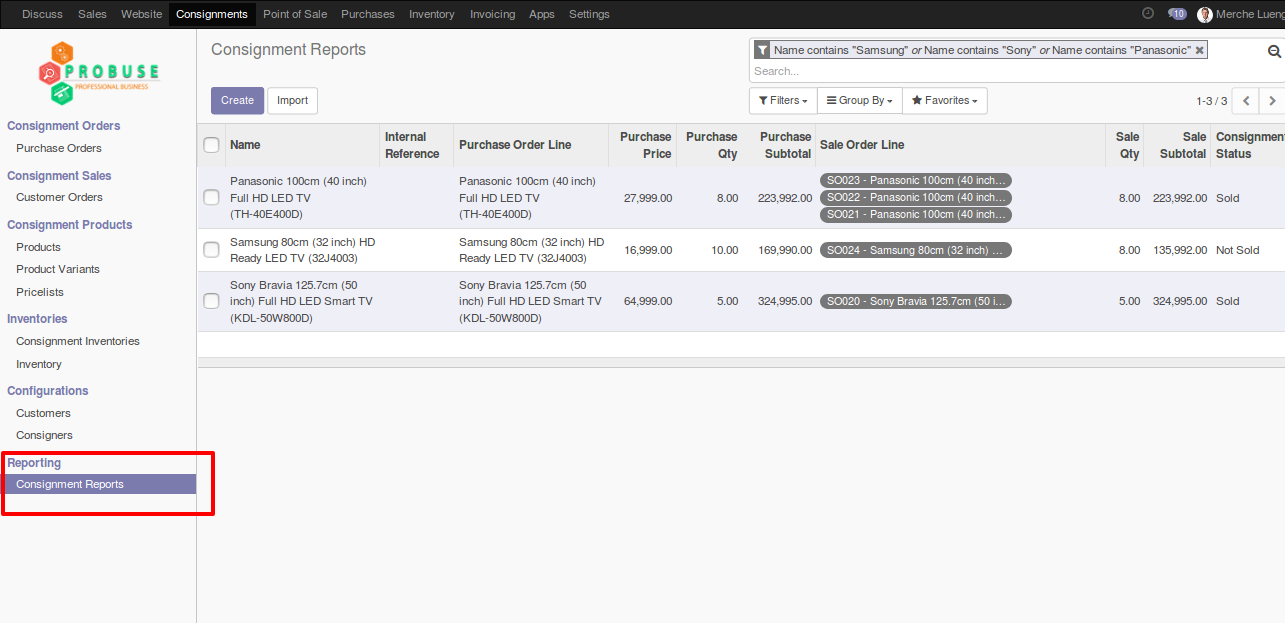 Discuss Sales Website Consignments Point of Sale Purchases Inventory Invoicing Apps Settings 10 Merche Lueng
PROBUSE
PROFESSIONAL BUSINESS
Consignment Orders
Purchase Orders
Consignment Sales
Customer Orders
Consignment Products
Products
Product Variants
Pricelists
Inventories
Consignment Inventories
Inventory
Configurations
Customers
Consigners
Reporting
Consignment Reports
Consignment Reports
Name contains "Samsung" or Name contains "Sony" or Name contains "Panasonic"
Search...
Create Import
Filters Group By Favorites 1-3 / 3
Name
Internal
Reference
Purchase Order Line
Purchase
Price
Purchase
Qty
Purchase
Subtotal
Sale Order Line
Sale
Qty
Sale
Subtotal
Consignment
Status
Panasonic 100cm (40 inch)
Full HD LED TV
(TH-40E400D)
Panasonic 100cm (40 inch)
Full HD LED TV
(TH-40E400D)
27,999.00 8.00 223,992.00
SO023 - Panasonic 100cm (40 inch...
SO022 - Panasonic 100cm (40 inch...
SO021 - Panasonic 100cm (40 inch...
8.00 223,992.00 Sold
Samsung 80cm (32 inch) HD
Ready LED TV (32J4003)
Samsung 80cm (32 inch) HD
Ready LED TV (32J4003)
16,999.00 10.00 169,990.00
SO024 - Samsung 80cm (32 inch) ...
8.00 135,992.00 Not Sold
Sony Bravia 125.7cm (50
inch) Full HD LED Smart TV
(KDL-50W800D)
Sony Bravia 125.7cm (50
inch) Full HD LED Smart TV
(KDL-50W800D)
64,999.00 5.00 324,995.00
SO020 - Sony Bravia 125.7cm (50 i...
5.00 324,995.00 Sold